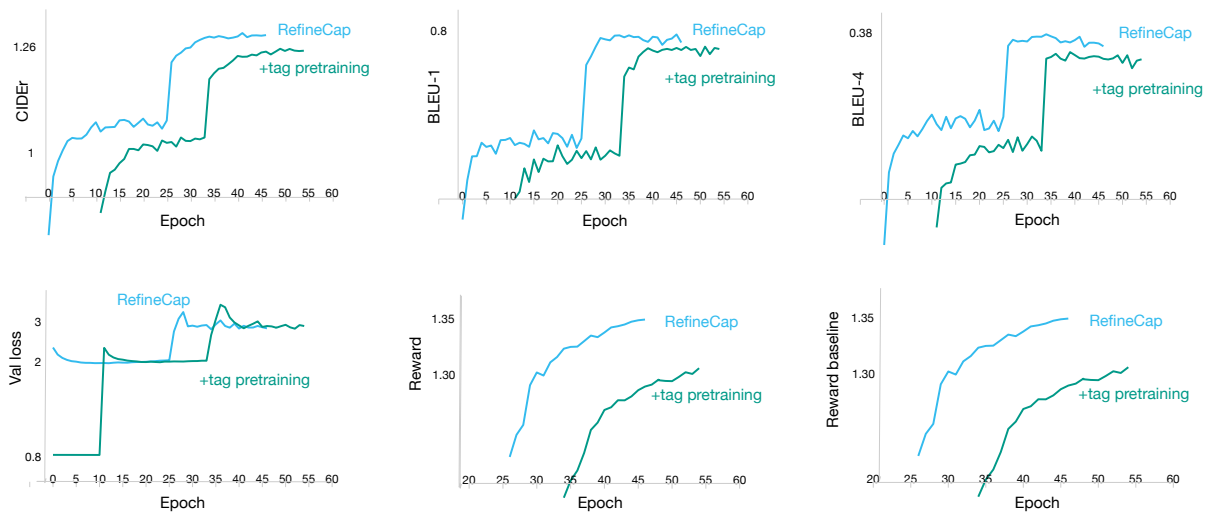 RefineCap
1.26
+tag pretraining
CIDEr
1
0 5 10 15 20 25 30 35 40 45 50 55 60
Epoch
0.8
RefineCap
+tag pretraining
BLEU-1
0 5 10 15 20 25 30 35 40 45 50 55 60
Epoch
0.38
RefineCap
+tag pretraining
BLEU-4
0 5 10 15 20 25 30 35 40 45 50 55 60
Epoch
RefineCap
3
2
+tag pretraining
Val loss
0.8
0 5 10 15 20 25 30 35 40 45 50 55 60
Epoch
1.35
RefineCap
1.30
+tag pretraining
Reward
20 25 30 35 40 45 50 55 60
Epoch
1.35
RefineCap
1.30
+tag pretraining
Reward baseline
20 25 30 35 40 45 50 55 60
Epoch